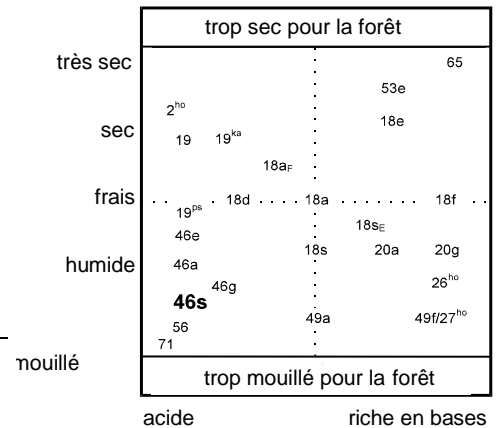 trop sec pour la forêt
très sec 65
53e
2ho 18e
sec 19 19ka
18aF
frais 18d 18a 18f
19ps
18sE
46e
18s 20a 20g
humide 46a
46g 26ho
46s
49a 49f/27ho
56
71
mouillé
trop mouillé pour la forêt
acide riche en bases